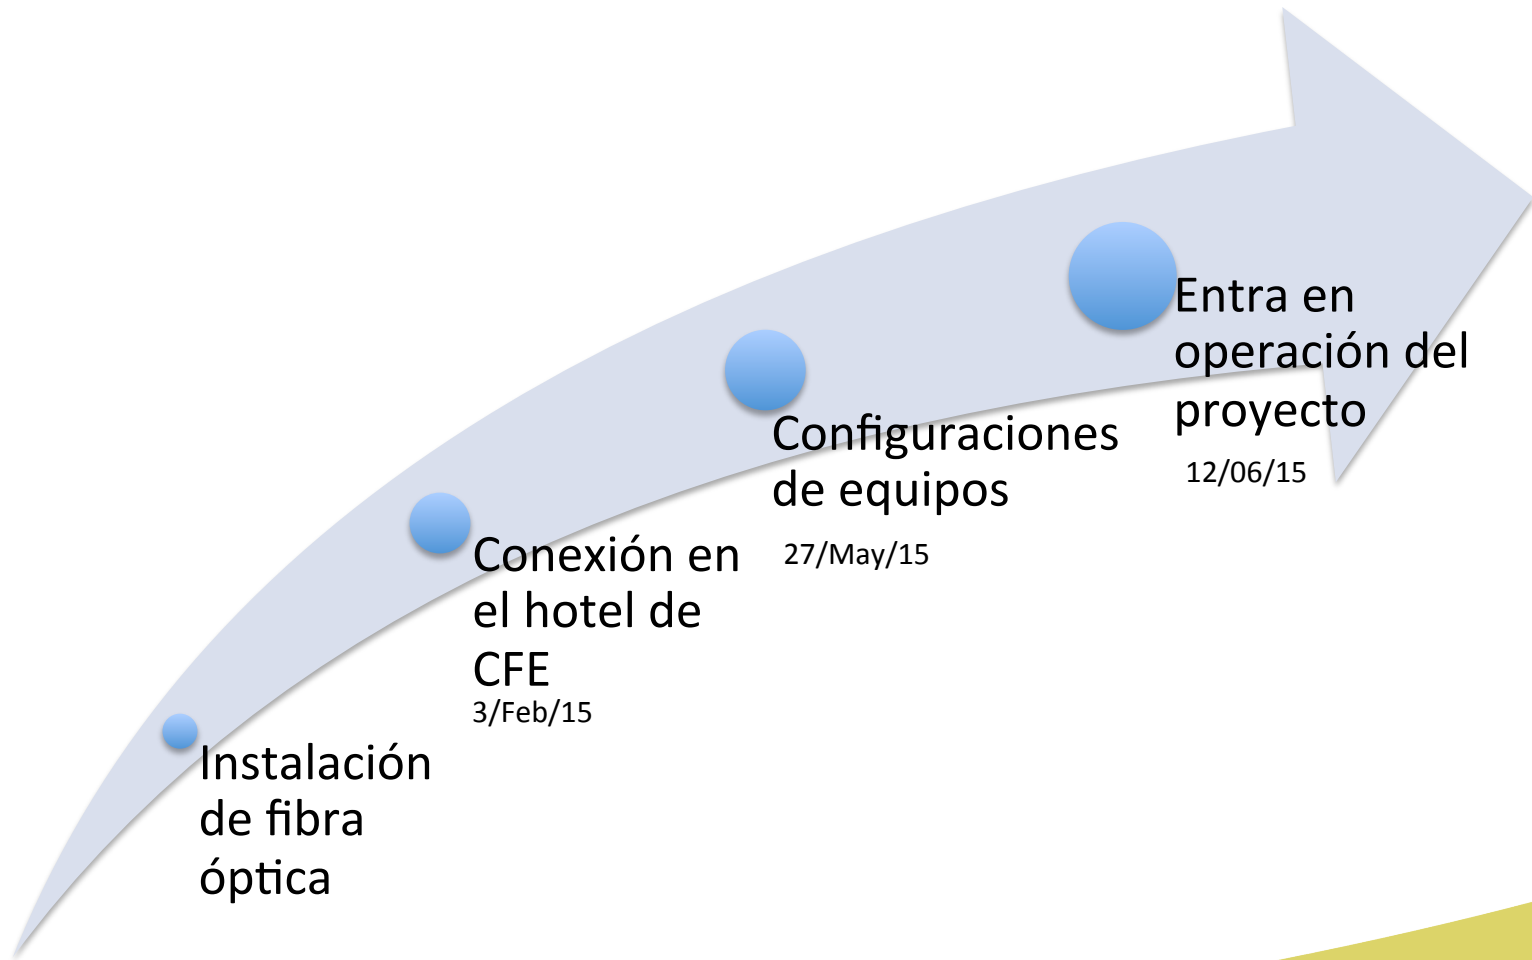 Instalación
de fibra
óptica
Conexión en
el hotel de
CFE
3/Feb/15
Configuraciones
de equipos
27/May/15
Entra en
operación del
proyecto
12/06/15